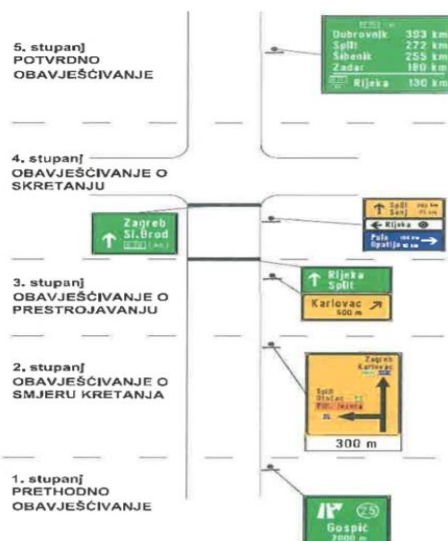 5. stupanj
POTVRDNO
OBAVJEŠĆIVANJE
Dubrovnik 393 km
Split 272 km
Šibenik 255 km
Zadar 180 km
Rijeka 130 km
4. stupanj
OBAVJEŠĆIVANJE O
SKRETANJU
Zagreb
Sl.Brod
Split
Senj
Rijeka
Pula
Opatija
3. stupanj
OBAVJEŠĆIVANJE O
PRESTROJAVANJU
Rijeka
Split
Karlovac
500 m
2. stupanj
OBAVJEŠĆIVANJE O
SMJERU KRETANJA
Zagreb
Karlovac
Split
300 m
1. stupanj
PRETHODNO
OBAVJEŠĆIVANJE
25
Gospić
2000 m